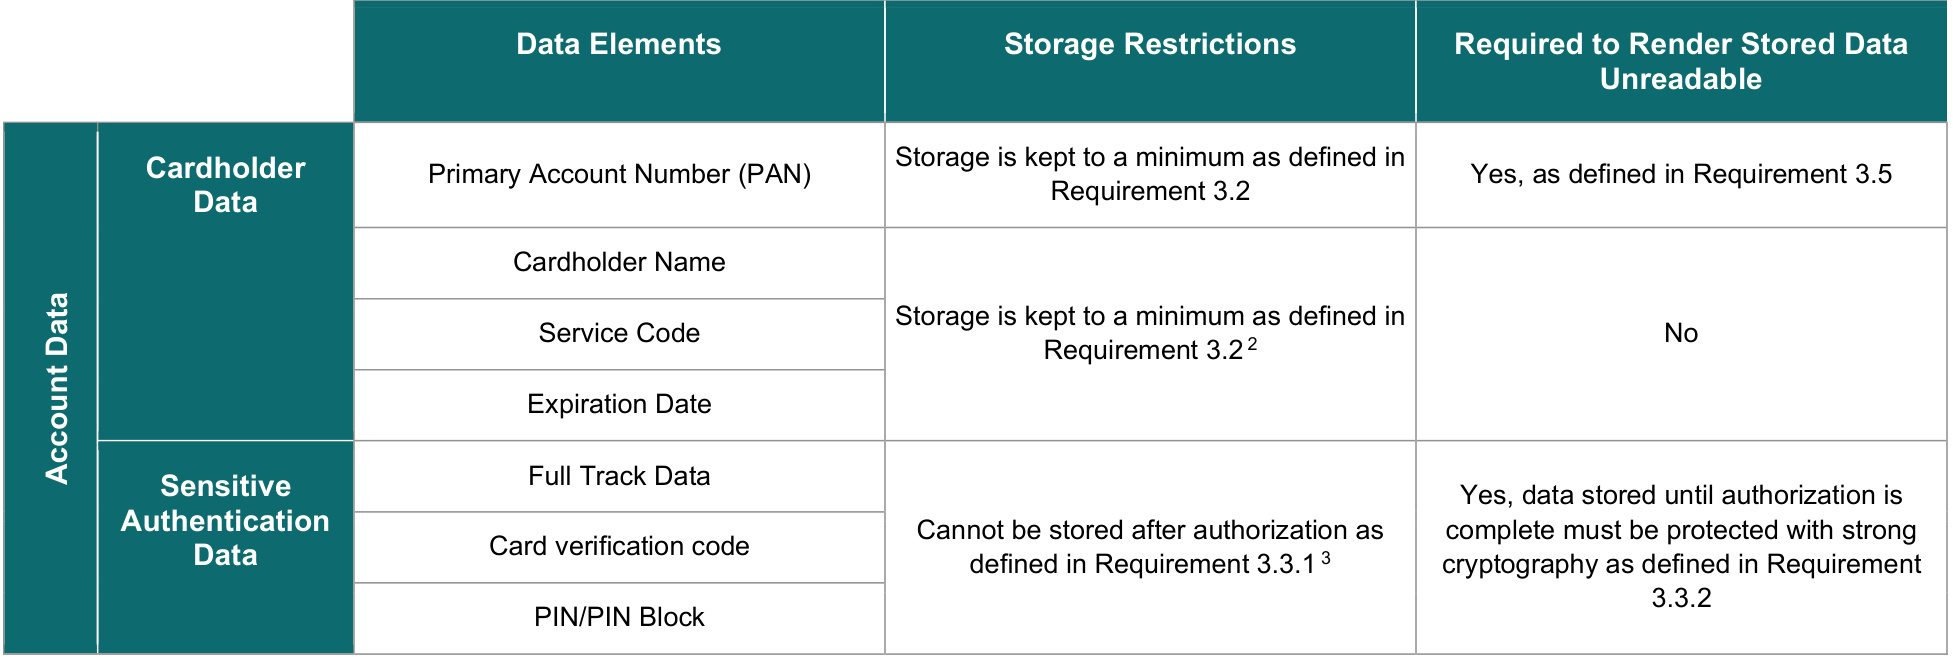 Data Elements
Storage Restrictions
Required to Render Stored Data
Unreadable
Account Data
Cardholder
Data
Primary Account Number (PAN)
Storage is kept to a minimum as defined in
Requirement 3.2
Yes, as defined in Requirement 3.5
Cardholder Name
Service Code
Expiration Date
Storage is kept to a minimum as defined in
Requirement 3.2 2
No
Sensitive
Authentication
Data
Full Track Data
Card verification code
PIN/PIN Block
Cannot be stored after authorization as
defined in Requirement 3.3.1 3
Yes, data stored until authorization is
complete must be protected with strong
cryptography as defined in Requirement
3.3.2